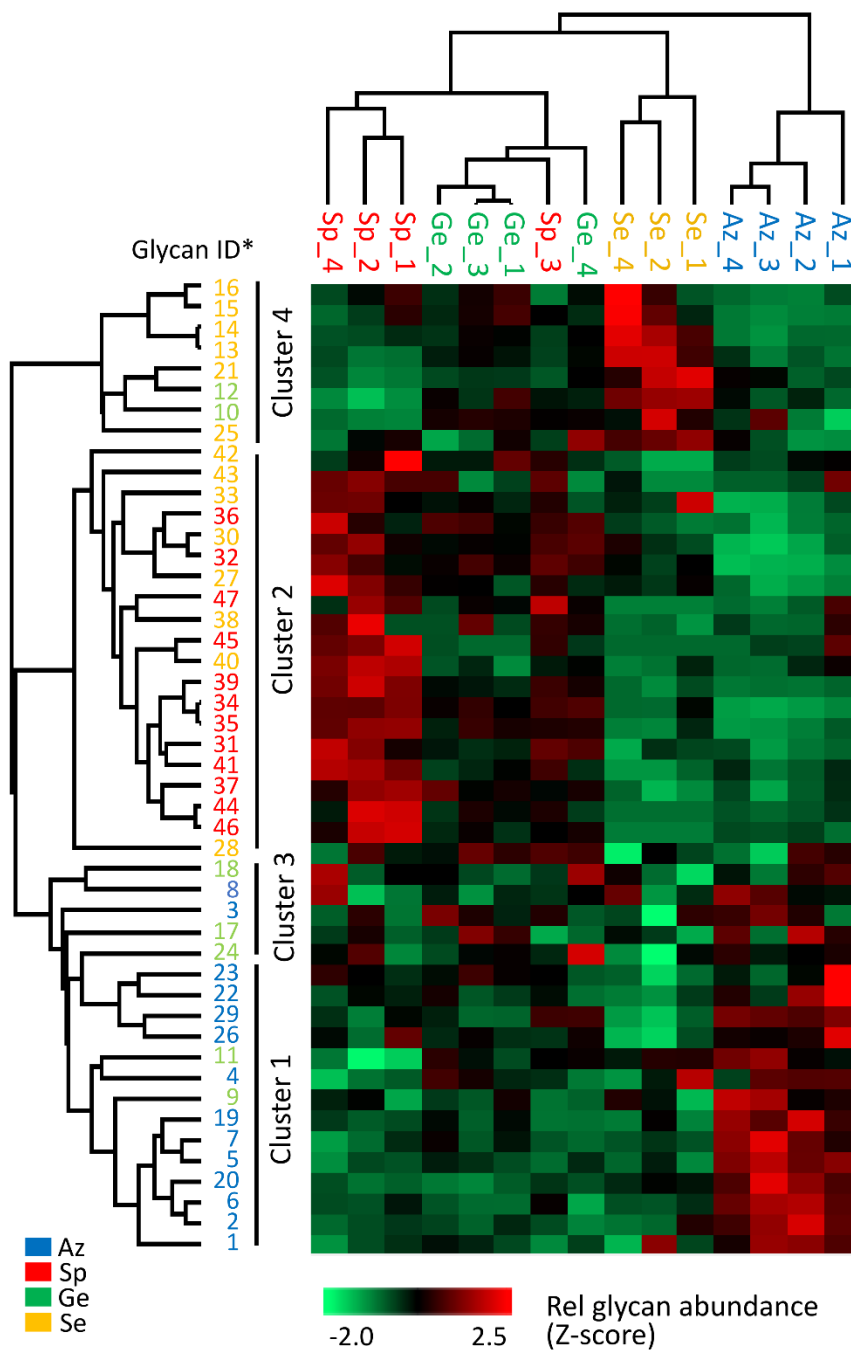 Sp_4
Sp_2
Sp_1
Ge_2
Ge_3
Ge_1
Sp_3
Ge_4
Se_4
Se_2
Se_1
Az_4
Az_3
Az_2
Az_1
Glycan ID*
16
15
14
13
21
12
10
25
Cluster 4
42
43
33
36
30
32
27
47
38
45
40
39
34
35
31
41
37
44
46
28
Cluster 2
18
8
3
17
24
Cluster 3
23
22
29
26
11
4
9
19
7
5
20
6
2
1
Cluster 1
Az
Sp
Ge
Se
-2.0
2.5
Rel glycan abundance
(Z-score)